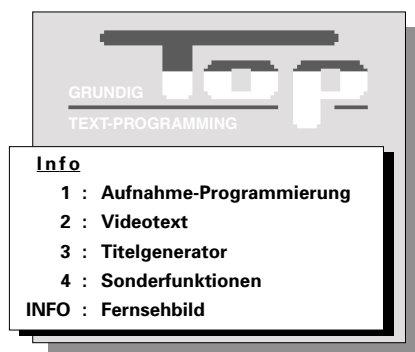 Top
GRUNDIG
TEXT-PROGRAMMING
Info
1 : Aufnahme-Programmierung
2 : Videotext
3 : Titelgenerator
4 : Sonderfunktionen
INFO : Fernsehbild